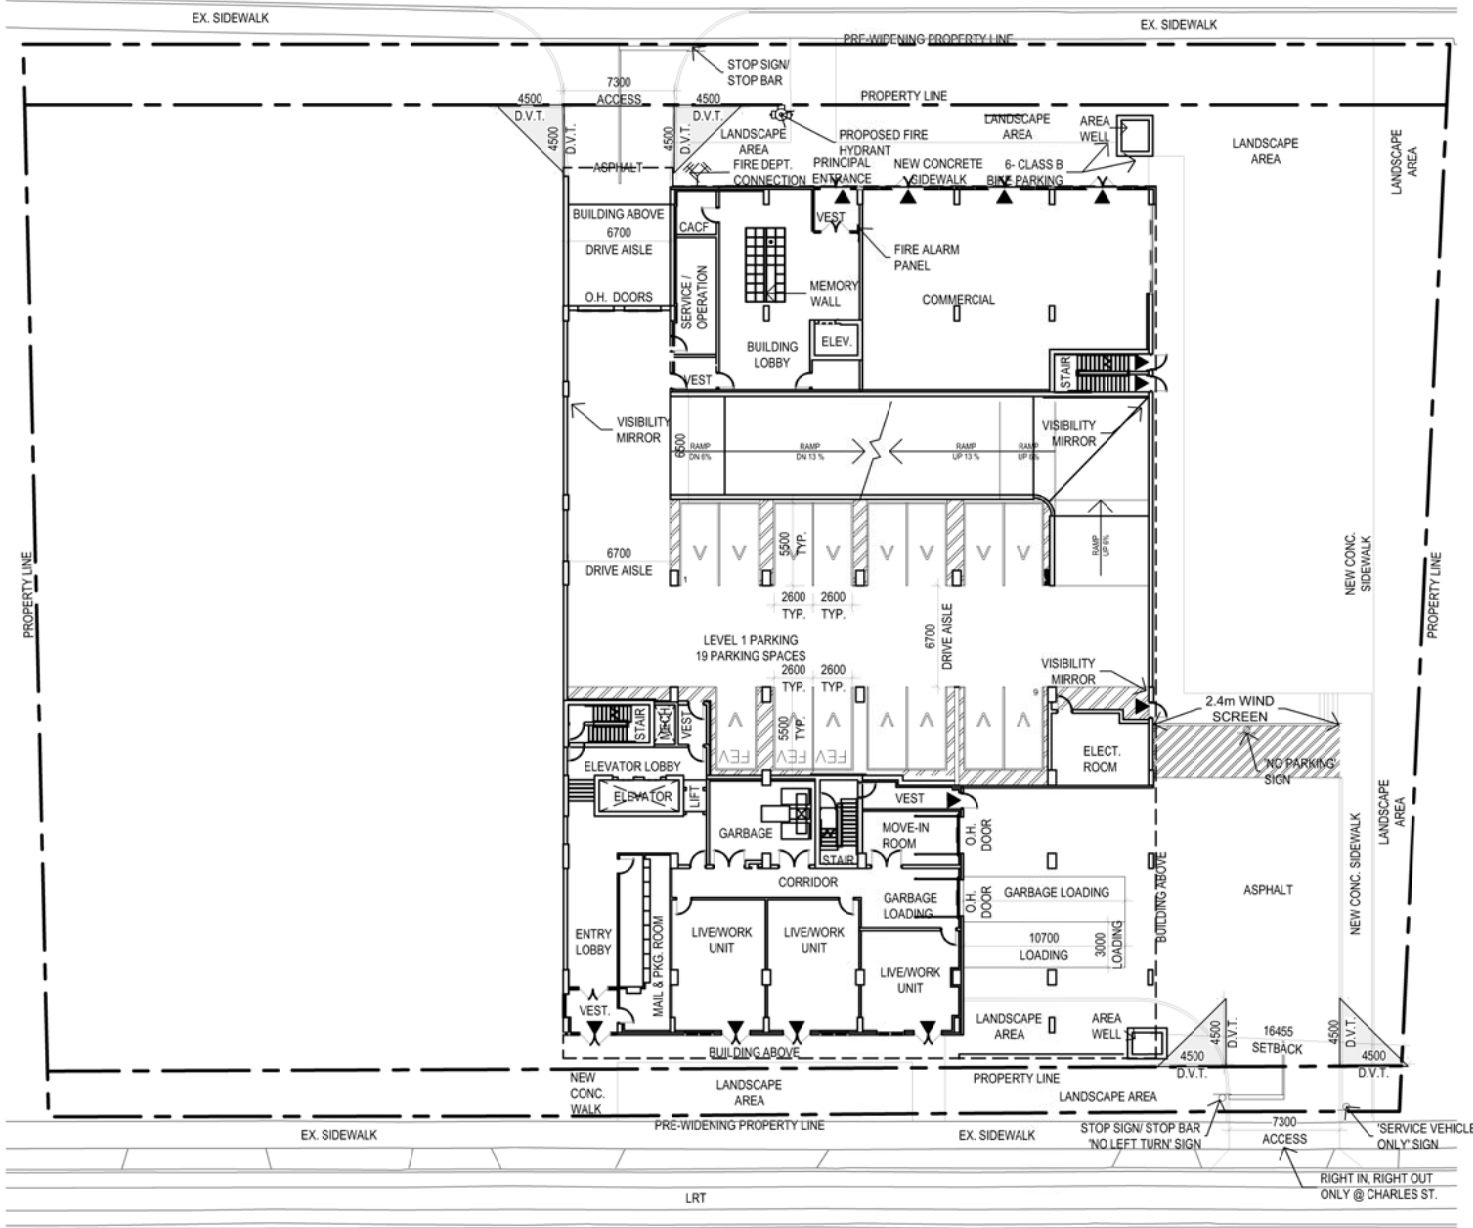 EX. SIDEWALK
EX. SIDEWALK
PRE-WIDENING PROPERTY LINE
STOP SIGN/
STOP BAR
7300
ACCESS
4500
D.V.T.
4500
D.V.T.
4500
D.V.T.
4500
D.V.T.
PROPERTY LINE
LANDSCAPE
AREA
PROPOSED FIRE
HYDRANT
LANDSCAPE
AREA
AREA
WELL
LANDSCAPE
AREA
LANDSCAPE
AREA
ASPHALT
FIRE DEPT.
CONNECTION
PRINCIPAL
ENTRANCE
NEW CONCRETE
SIDEWALK
6- CLASS B
BIKE PARKING
BUILDING ABOVE
6700
DRIVE AISLE
CACF
VEST
FIRE ALARM
PANEL
O.H. DOORS
SERVICE /
OPERATION
MEMORY
WALL
COMMERCIAL
BUILDING
LOBBY
ELEV.
VEST
STAIR
VISIBILITY
MIRROR
6500
RAMP
DN 6%
RAMP
DN 13 %
RAMP
UP 13 %
RAMP
UP 6%
VISIBILITY
MIRROR
5500
TYP.
RAMP
UP 6%
6700
DRIVE AISLE
1
2600
TYP.
2600
TYP.
6700
DRIVE AISLE
LEVEL 1 PARKING
19 PARKING SPACES
2600
TYP.
2600
TYP.
VISIBILITY
MIRROR
9
PROPERTY LINE
NEW CONC.
SIDEWALK
PROPERTY LINE
2.4m WIND
SCREEN
STAIR
MECH
VEST
5500
TYP.
FEV
FEV
FEV
ELECT.
ROOM
'NO PARKING'
SIGN
ELEVATOR LOBBY
ELEVATOR
LIFT
GARBAGE
STAIR
VEST
MOVE-IN
ROOM
O.H.
DOOR
LANDSCAPE
AREA
CORRIDOR
GARBAGE
LOADING
O.H.
DOOR
GARBAGE LOADING
BUILDING ABOVE
ASPHALT
NEW CONC. SIDEWALK
ENTRY
LOBBY
MAIL & PKG. ROOM
LIVE/WORK
UNIT
LIVE/WORK
UNIT
LIVE/WORK
UNIT
10700
LOADING
3000
LOADING
VEST.
BUILDING ABOVE
LANDSCAPE
AREA
AREA
WELL
4500
D.V.T.
4500
D.V.T.
16455
SETBACK
4500
D.V.T.
4500
D.V.T.
NEW
CONC.
WALK
LANDSCAPE
AREA
PROPERTY LINE
LANDSCAPE AREA
PRE-WIDENING PROPERTY LINE
EX. SIDEWALK
EX. SIDEWALK
STOP SIGN/ STOP BAR
'NO LEFT TURN' SIGN
7300
ACCESS
'SERVICE VEHICLE
ONLY' SIGN
RIGHT IN, RIGHT OUT
ONLY @ CHARLES ST.
LRT